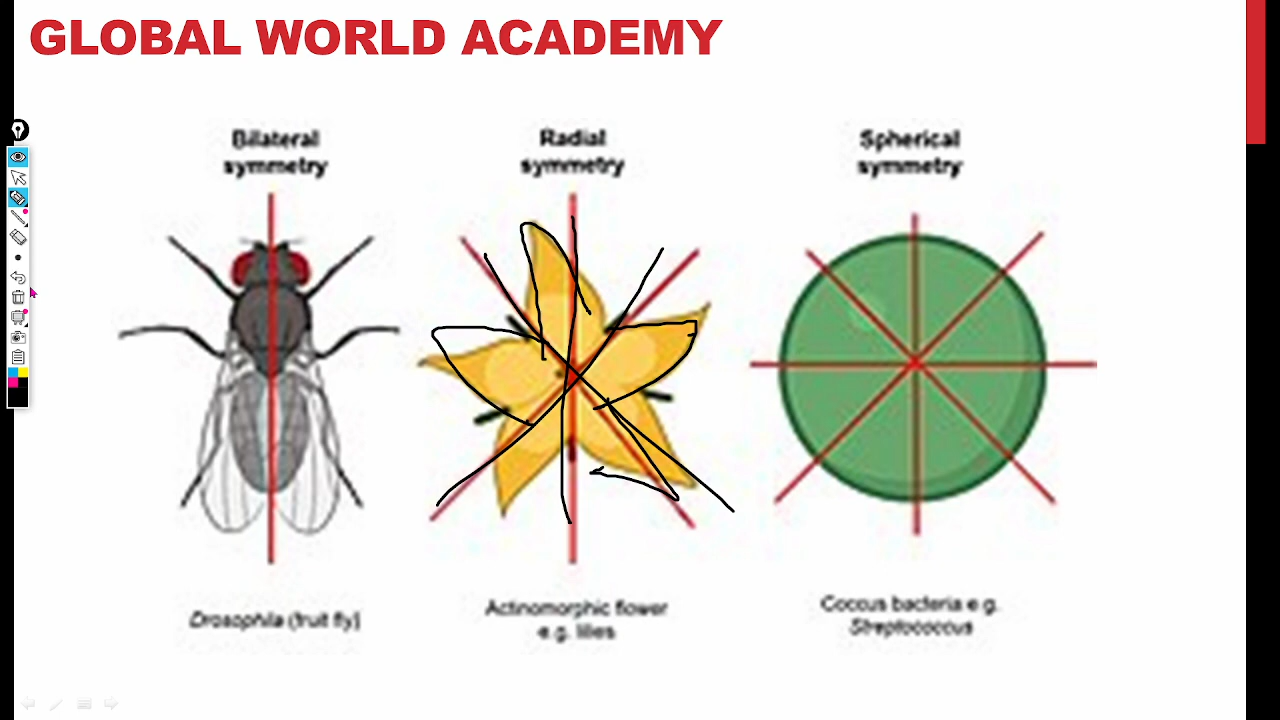 GLOBAL WORLD ACADEMY
Bilateral
symmetry
Radial
symmetry
Spherical
symmetry
Drosophila (fruit fly)
Actinomorphic flower
e.g. lilies
Coccus bacteria e.g.
Streptococcus